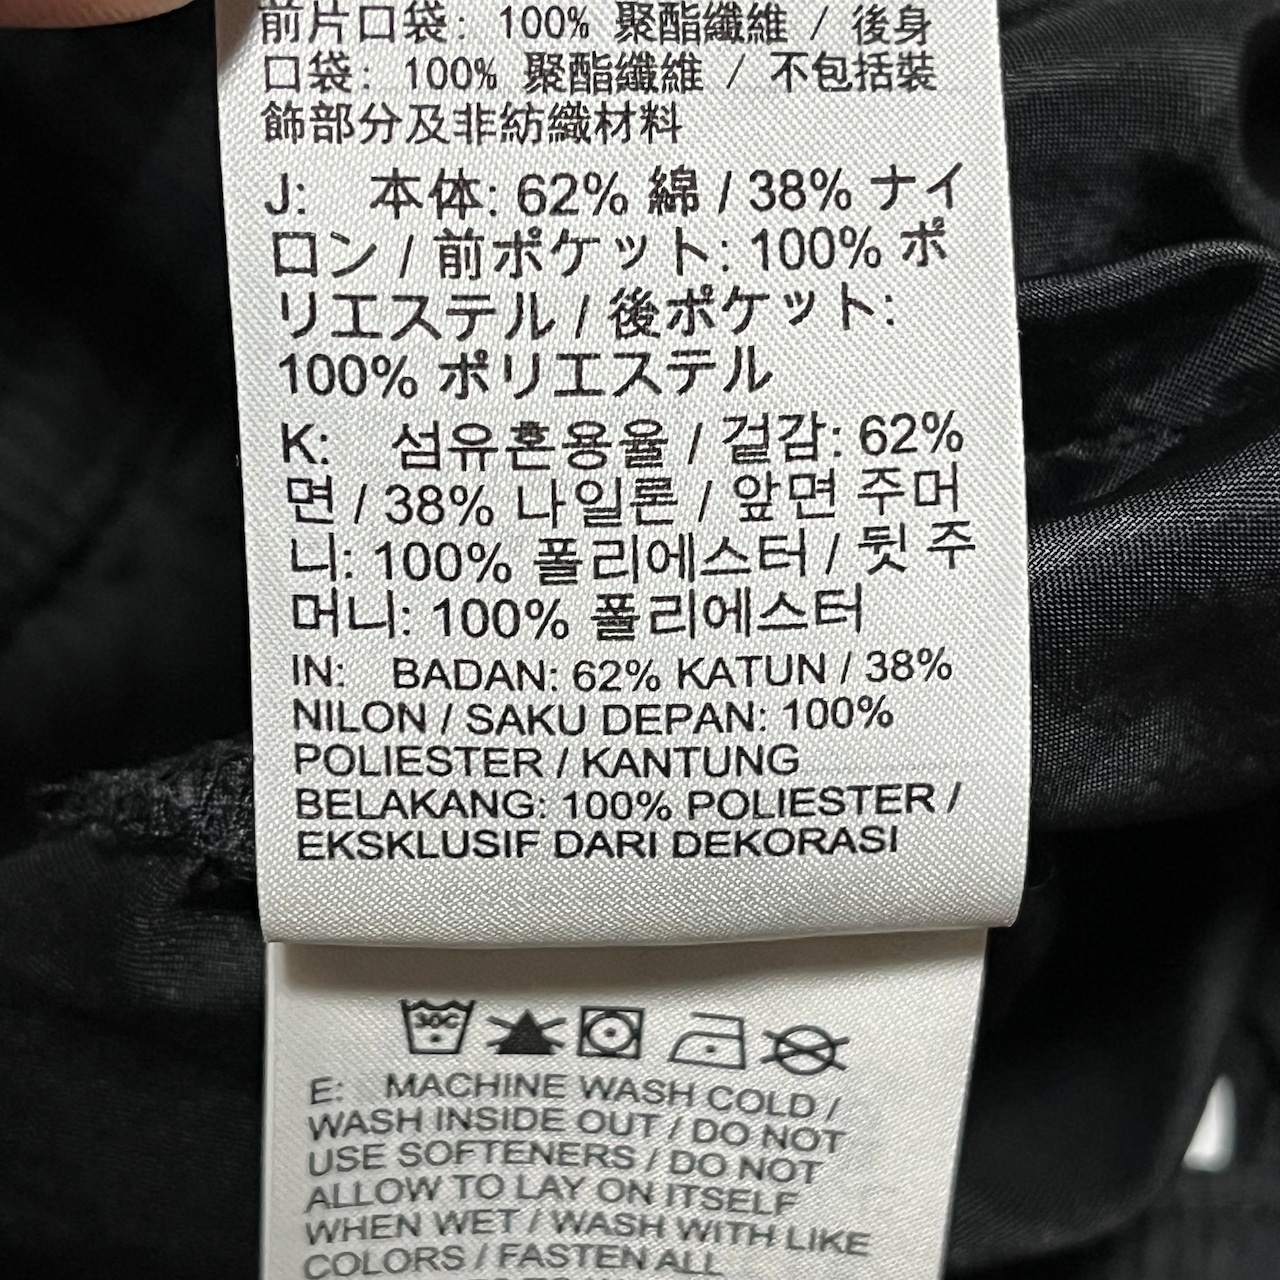 前片口袋: 100% 聚酯纖維 / 後身
口袋: 100% 聚酯纖維 / 不包括裝
飾部分及非紡織材料
J: 本体: 62% 綿 / 38% ナイ
ロン / 前ポケット: 100% ポ
リエステル / 後ポケット:
100% ポリエステル
K: 섬유혼용율 / 겉감: 62%
면 / 38% 나일론 / 앞면 주머
니: 100% 폴리에스터 / 뒷 주
머니: 100% 폴리에스터
IN: BADAN: 62% KATUN / 38%
NILON / SAKU DEPAN: 100%
POLIESTER / KANTUNG
BELAKANG: 100% POLIESTER /
EKSKLUSIF DARI DEKORASI
30C
E: MACHINE WASH COLD /
WASH INSIDE OUT / DO NOT
USE SOFTENERS / DO NOT
ALLOW TO LAY ON ITSELF
WHEN WET / WASH WITH LIKE
COLORS / FASTEN ALL